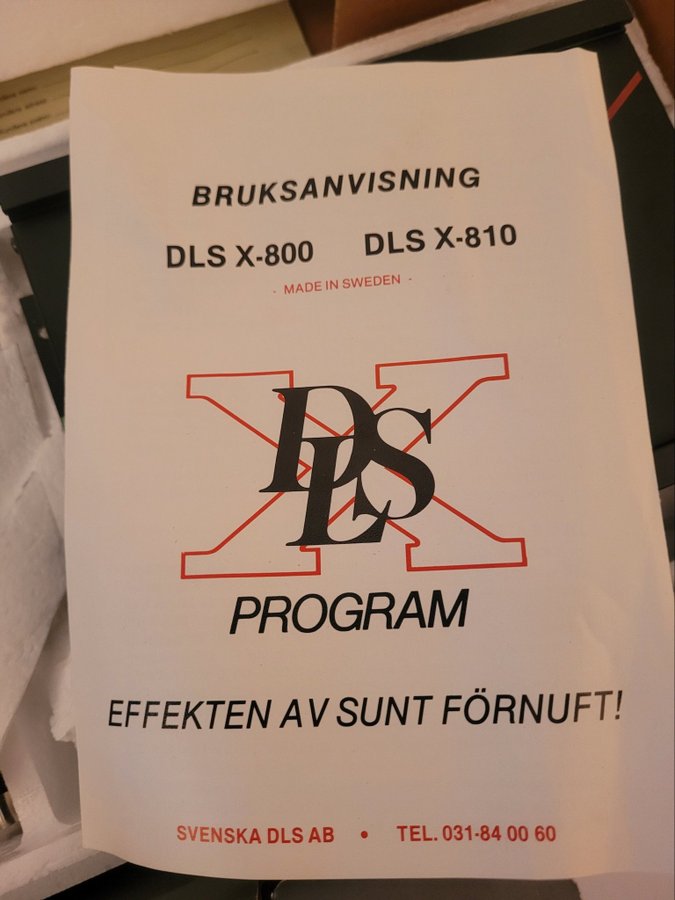 BRUKSANVISNING
DLS X-800 DLS X-810
- MADE IN SWEDEN -
X DLS
PROGRAM
EFFEKTEN AV SUNT FÖRNUFT!
SVENSKA DLS AB • TEL. 031-84 00 60